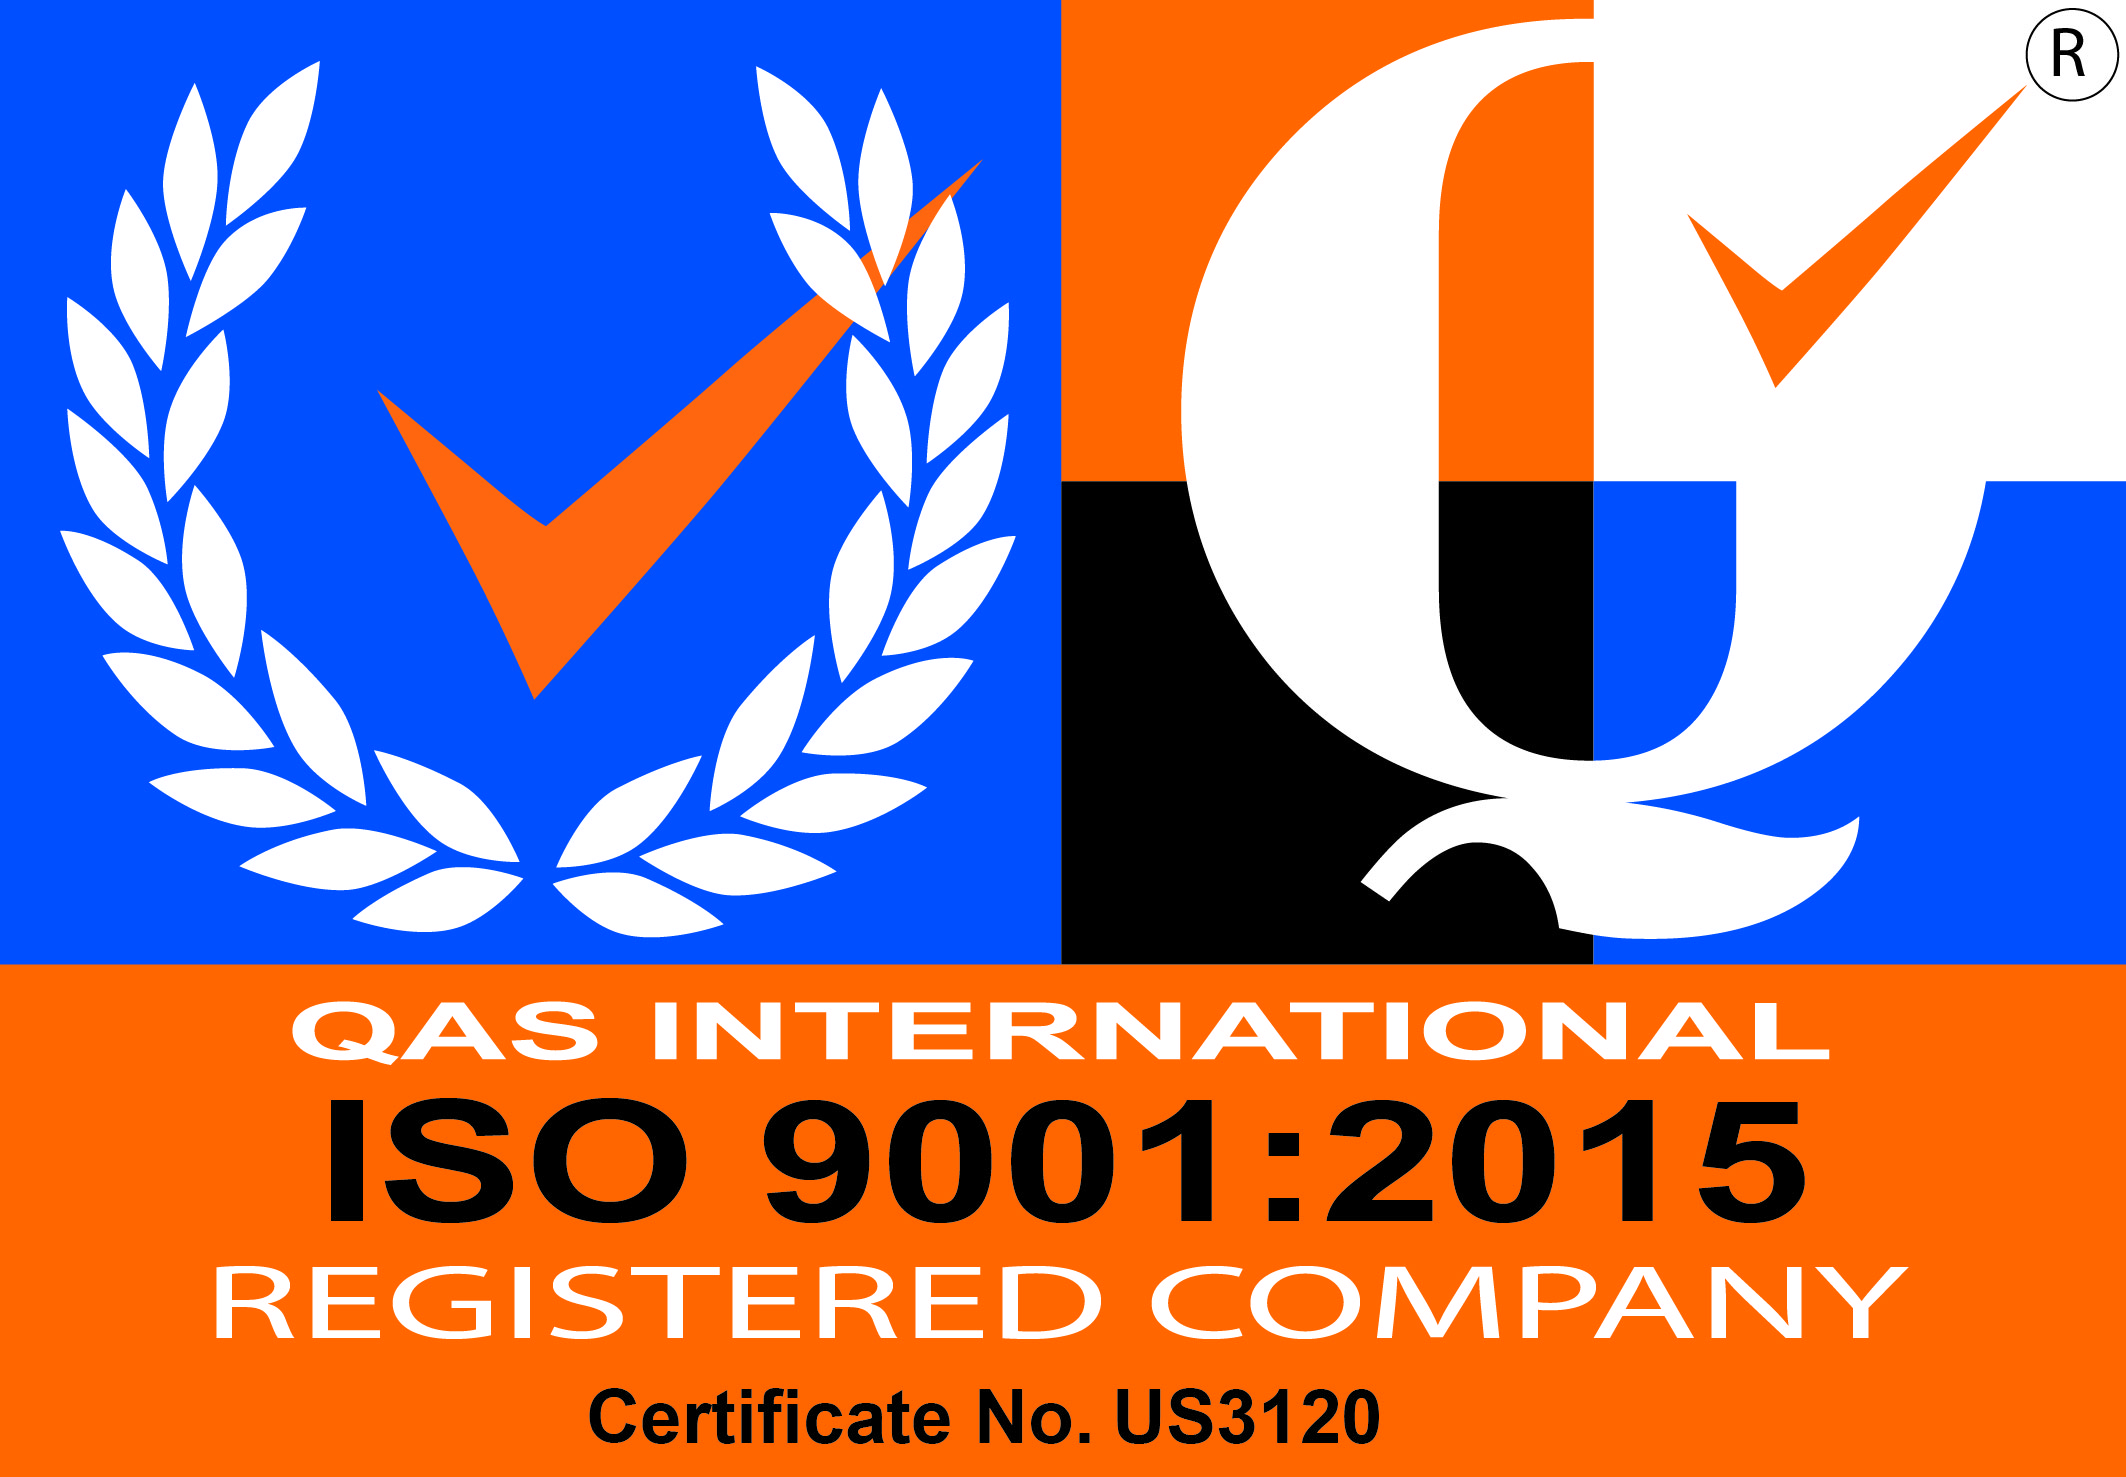 ®
QAS INTERNATIONAL
ISO 9001:2015
REGISTERED COMPANY
Certificate No. US3120